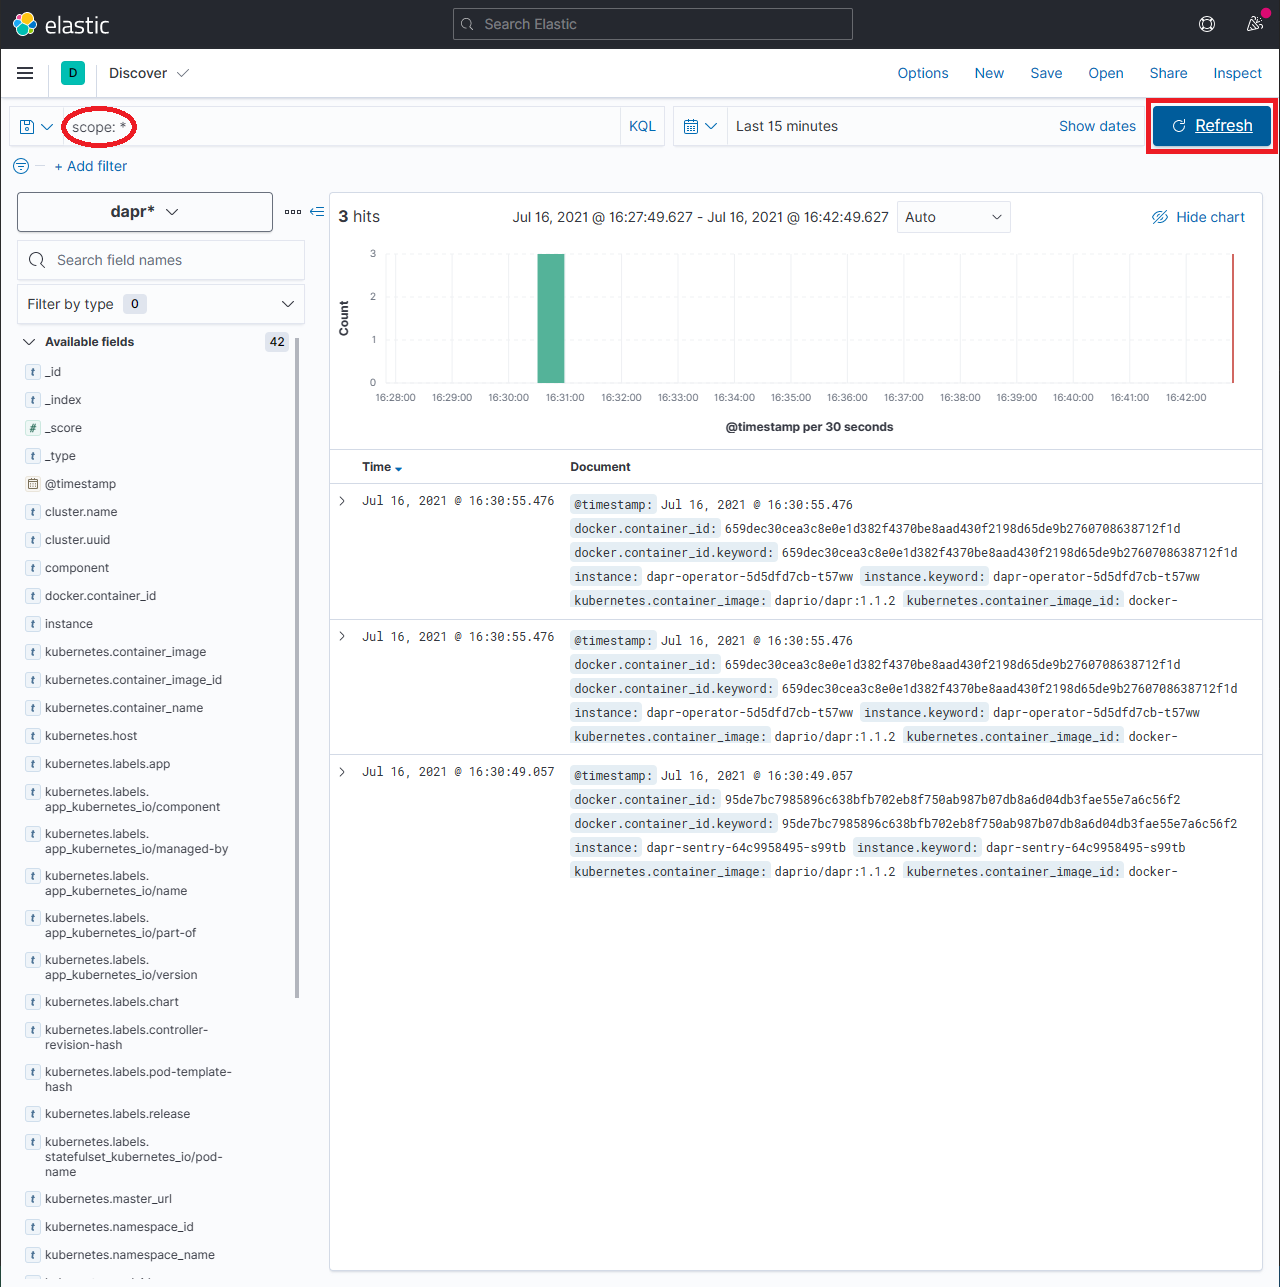 elastic
Search Elastic
D
Discover
Options New Save Open Share Inspect
scope: *
KQL
Last 15 minutes
Show dates
Refresh
+ Add filter
dapr*
Search field names
Filter by type 0
Available fields 42
t _id
t _index
# _score
t _type
@timestamp
t cluster.name
t cluster.uuid
t component
t docker.container_id
t instance
t kubernetes.container_image
t kubernetes.container_image_id
t kubernetes.container_name
t kubernetes.host
t kubernetes.labels.app
t kubernetes.labels.
app_kubernetes_io/component
t kubernetes.labels.
app_kubernetes_io/managed-by
t kubernetes.labels.
app_kubernetes_io/name
t kubernetes.labels.
app_kubernetes_io/part-of
t kubernetes.labels.
app_kubernetes_io/version
t kubernetes.labels.chart
t kubernetes.labels.controller-
revision-hash
t kubernetes.labels.pod-template-
hash
t kubernetes.labels.release
t kubernetes.labels.
statefulset_kubernetes_io/pod-
name
t kubernetes.master_url
t kubernetes.namespace_id
t kubernetes.namespace_name
3 hits
Jul 16, 2021 @ 16:27:49.627 - Jul 16, 2021 @ 16:42:49.627
Auto
Hide chart
3
2
1
0
Count
16:28:00 16:29:00 16:30:00 16:31:00 16:32:00 16:33:00 16:34:00 16:35:00 16:36:00 16:37:00 16:38:00 16:39:00 16:40:00 16:41:00 16:42:00
@timestamp per 30 seconds
Time Document
Jul 16, 2021 @ 16:30:55.476
@timestamp: Jul 16, 2021 @ 16:30:55.476
docker.container_id: 659dec30cea3c8e0e1d382f4370be8aad430f2198d65de9b2760708638712f1d
docker.container_id.keyword: 659dec30cea3c8e0e1d382f4370be8aad430f2198d65de9b2760708638712f1d
instance: dapr-operator-5d5dfd7cb-t57ww instance.keyword: dapr-operator-5d5dfd7cb-t57ww
kubernetes.container_image: daprio/dapr:1.1.2 kubernetes.container_image_id: docker-
Jul 16, 2021 @ 16:30:55.476
@timestamp: Jul 16, 2021 @ 16:30:55.476
docker.container_id: 659dec30cea3c8e0e1d382f4370be8aad430f2198d65de9b2760708638712f1d
docker.container_id.keyword: 659dec30cea3c8e0e1d382f4370be8aad430f2198d65de9b2760708638712f1d
instance: dapr-operator-5d5dfd7cb-t57ww instance.keyword: dapr-operator-5d5dfd7cb-t57ww
kubernetes.container_image: daprio/dapr:1.1.2 kubernetes.container_image_id: docker-
Jul 16, 2021 @ 16:30:49.057
@timestamp: Jul 16, 2021 @ 16:30:49.057
docker.container_id: 95de7bc7985896c638bfb702eb8f750ab987b07db8a6d04db3fae55e7a6c56f2
docker.container_id.keyword: 95de7bc7985896c638bfb702eb8f750ab987b07db8a6d04db3fae55e7a6c56f2
instance: dapr-sentry-64c9958495-s99tb instance.keyword: dapr-sentry-64c9958495-s99tb
kubernetes.container_image: daprio/dapr:1.1.2 kubernetes.container_image_id: docker-